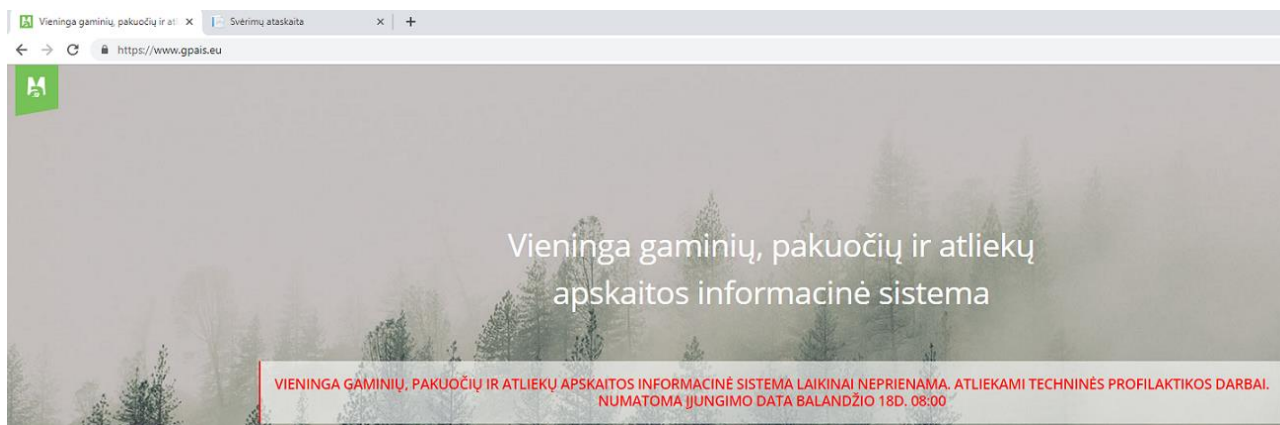 Vieninga gaminių, pakuočių ir atl
Svėrimų ataskaita
https://www.gpais.eu
Vieninga gaminių, pakuočių ir atliekų
apskaitos informacinė sistema
VIENINGA GAMINIŲ, PAKUOČIŲ IR ATLIEKŲ APSKAITOS INFORMACINĖ SISTEMA LAIKINAI NEPRIENAMA. ATLIEKAMI TECHNINĖS PROFILAKTIKOS DARBAI.
NUMATOMA ĮJUNGIMO DATA BALANDŽIO 18D. 08:00